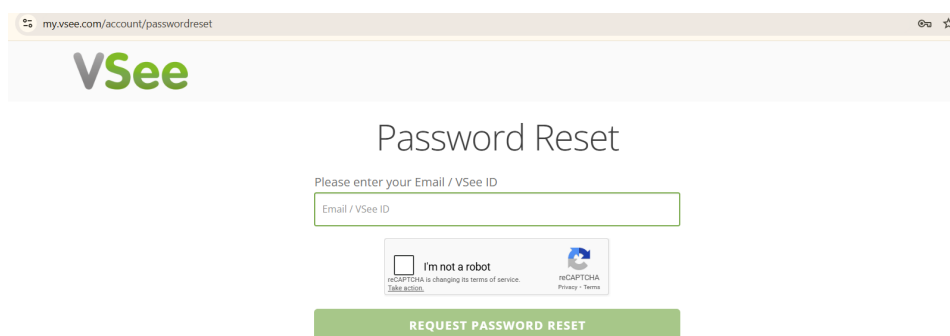 my.vsee.com/account/passwordreset
VSee
Password Reset
Please enter your Email / VSee ID
Email / VSee ID
I'm not a robot
reCAPTCHA is changing its terms of service.
Take action.
reCAPTCHA
Privacy - Terms
REQUEST PASSWORD RESET